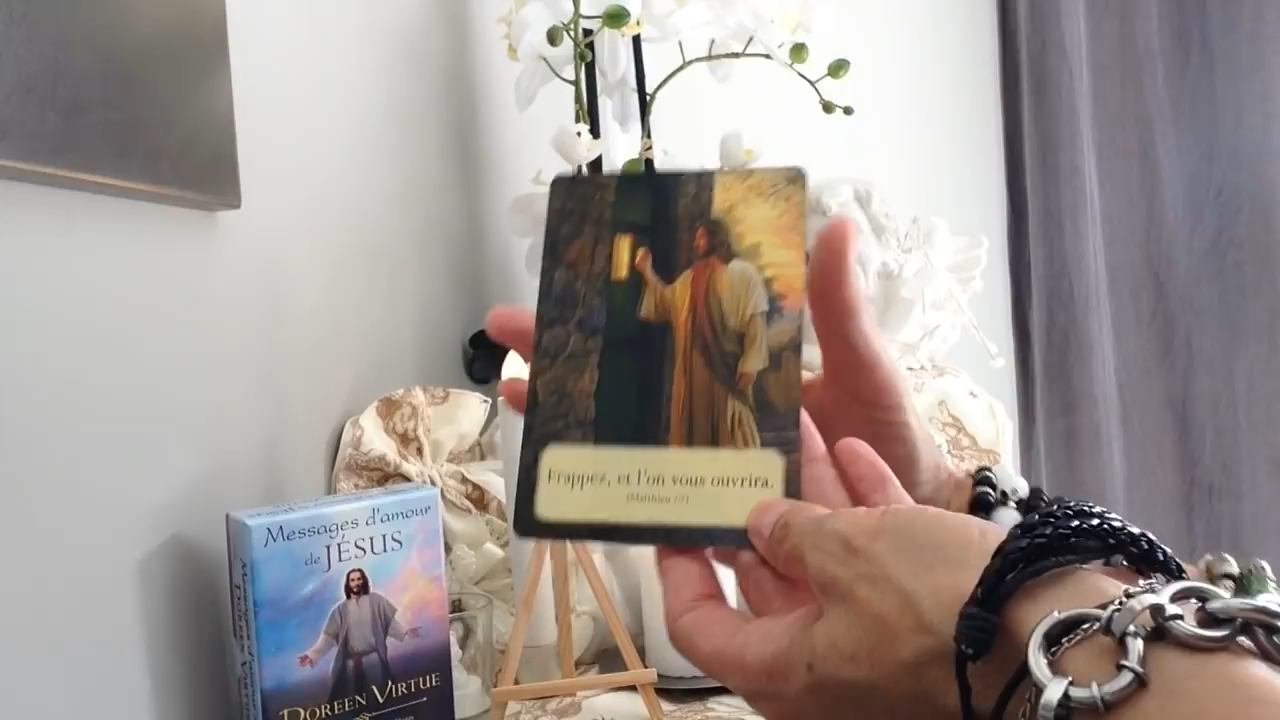 Frappez, et l'on vous ouvrira.
(Matthieu 7:7)
Messages d'amour
de JÉSUS
DOREEN VIRTUE